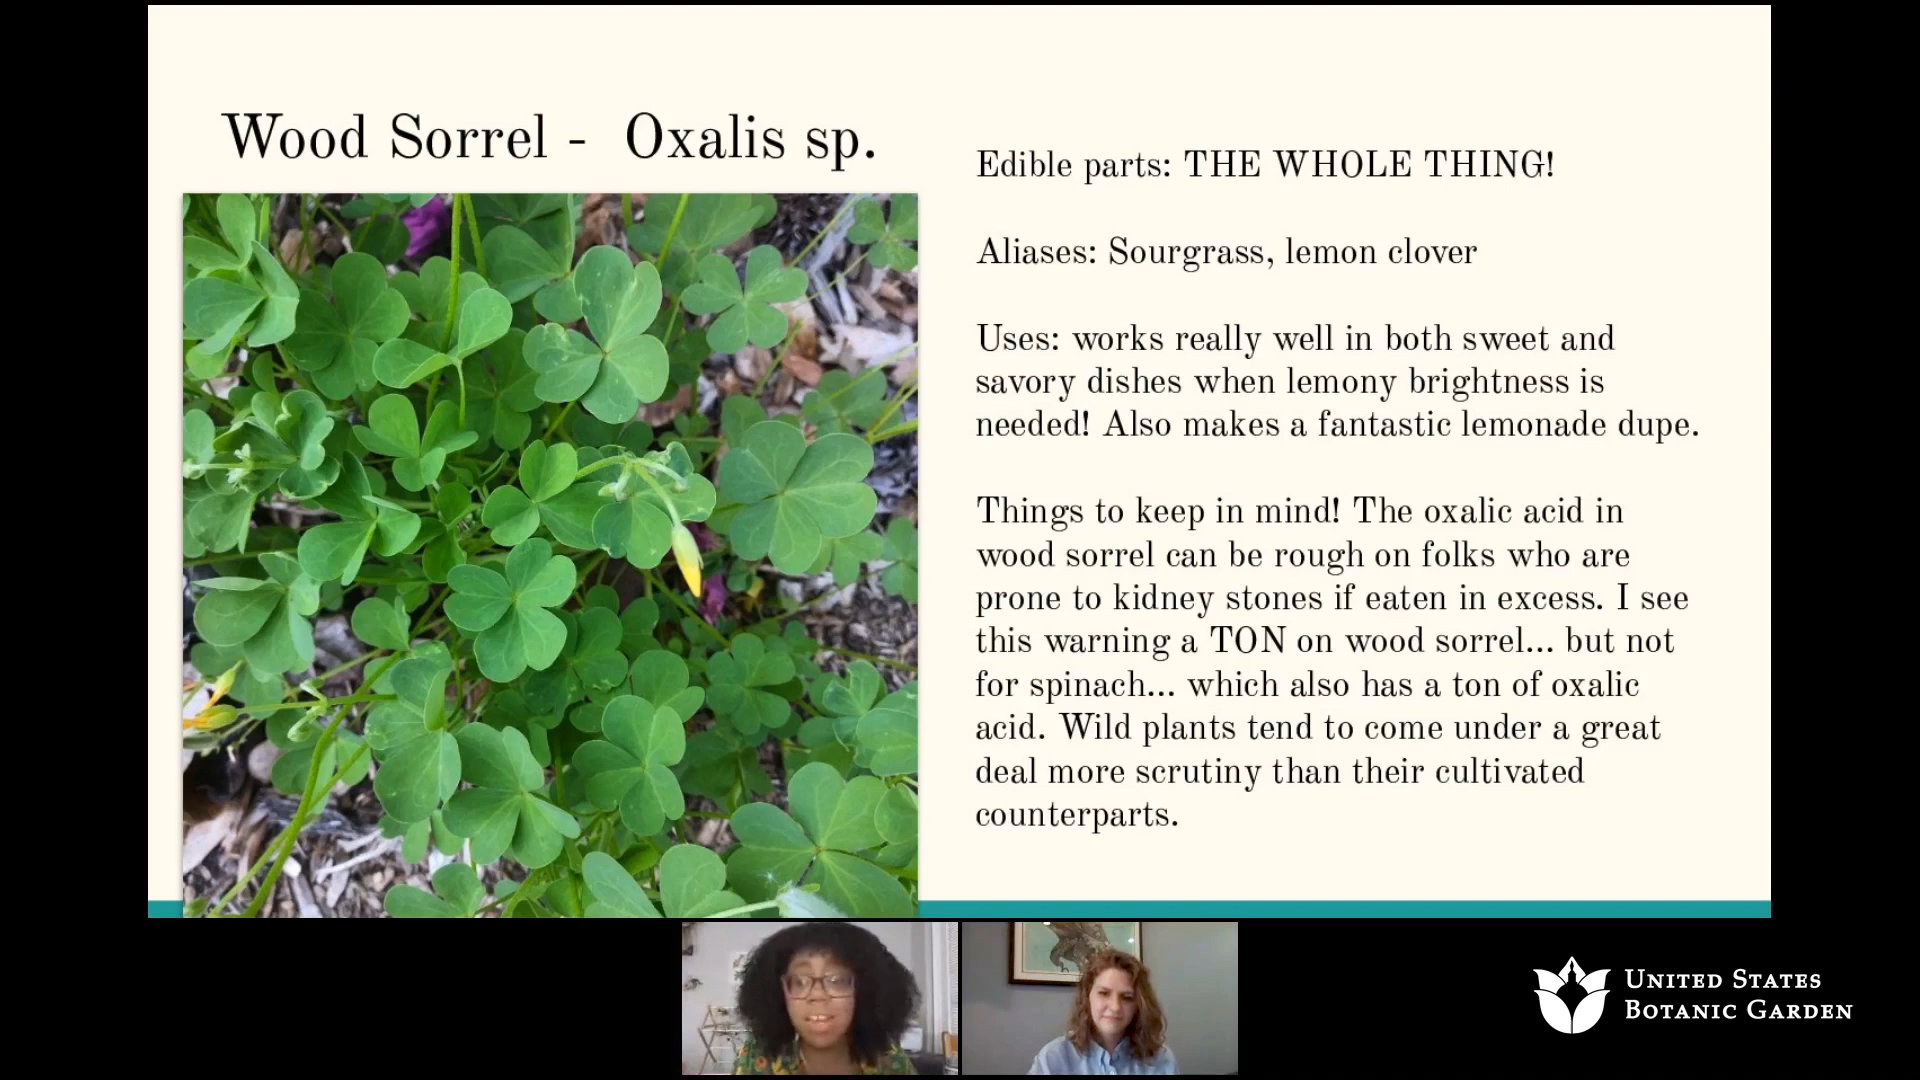 Wood Sorrel - Oxalis sp.
Edible parts: THE WHOLE THING!
Aliases: Sourgrass, lemon clover
Uses: works really well in both sweet and
savory dishes when lemony brightness is
needed! Also makes a fantastic lemonade dupe.
Things to keep in mind! The oxalic acid in
wood sorrel can be rough on folks who are
prone to kidney stones if eaten in excess. I see
this warning a TON on wood sorrel... but not
for spinach... which also has a ton of oxalic
acid. Wild plants tend to come under a great
deal more scrutiny than their cultivated
counterparts.
UNITED STATES
BOTANIC GARDEN